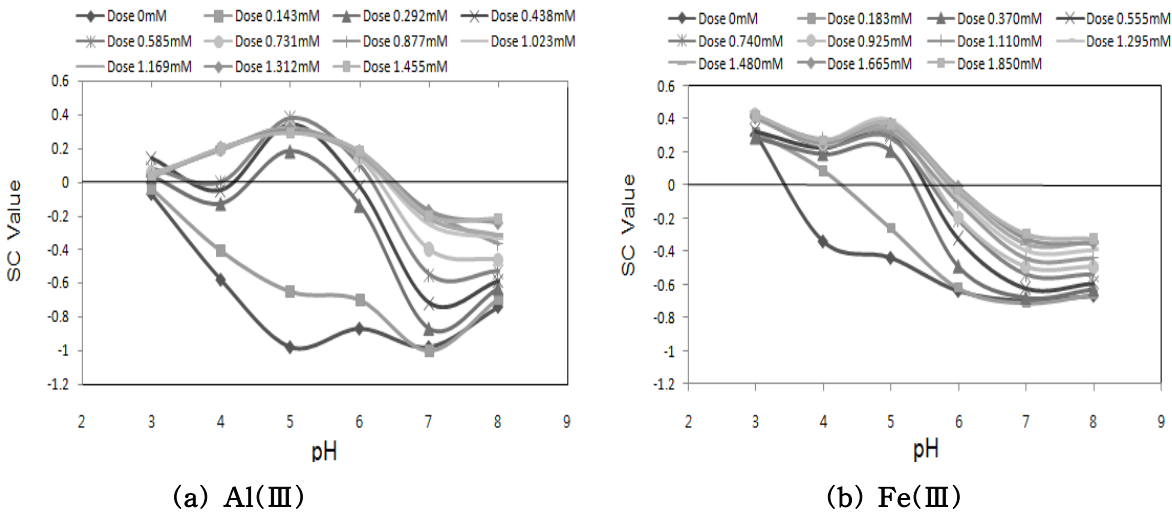 Dose 0mM Dose 0.143mM Dose 0.292mM Dose 0.438mM
Dose 0.585mM Dose 0.731mM Dose 0.877mM Dose 1.023mM
Dose 1.169mM Dose 1.312mM Dose 1.455mM
0.6
0.4
0.2
0
-0.2
-0.4
-0.6
-0.8
-1
-1.2
SC Value
2 3 4 5 6 7 8 9
pH
(a) Al(Ⅲ)
Dose 0mM Dose 0.183mM Dose 0.370mM Dose 0.555mM
Dose 0.740mM Dose 0.925mM Dose 1.110mM Dose 1.295mM
Dose 1.480mM Dose 1.665mM Dose 1.850mM
0.6
0.4
0.2
0
-0.2
-0.4
-0.6
-0.8
-1
-1.2
SC Value
2 3 4 5 6 7 8 9
pH
(b) Fe(Ⅲ)